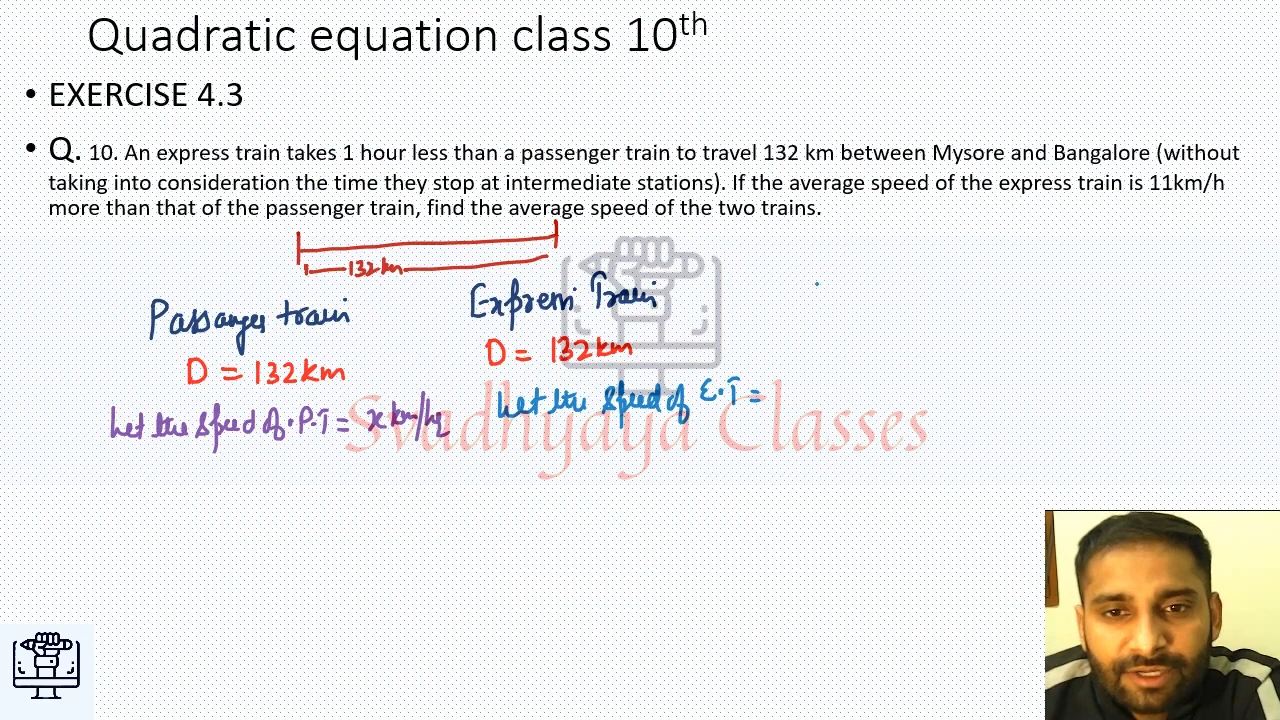 Quadratic equation class 10th
• EXERCISE 4.3
• Q. 10. An express train takes 1 hour less than a passenger train to travel 132 km between Mysore and Bangalore (without
taking into consideration the time they stop at intermediate stations). If the average speed of the express train is 11km/h
more than that of the passenger train, find the average speed of the two trains.
132 km
Passanger train
Express Train
D = 132 km
D = 132 km
Let the speed of P.T = x km/hr
Let the speed of E.T =
Svadhyaya Classes